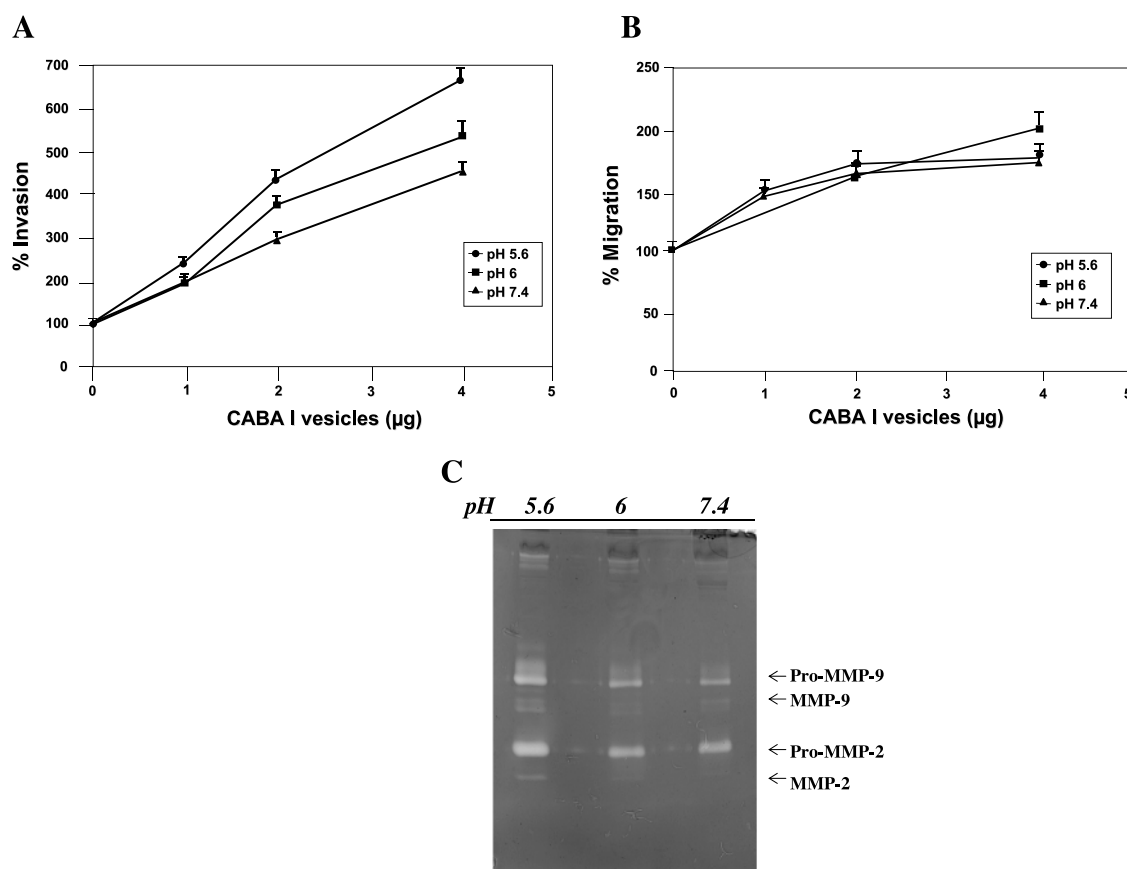 A
700
600
500
400
300
200
100
0
% Invasion
0 1 2 3 4 5
CABA I vesicles (µg)
pH 5.6
pH 6
pH 7.4
B
250
200
150
100
50
0
% Migration
0 1 2 3 4 5
CABA I vesicles (µg)
pH 5.6
pH 6
pH 7.4
C
pH 5.6 6 7.4
Pro-MMP-9
MMP-9
Pro-MMP-2
MMP-2